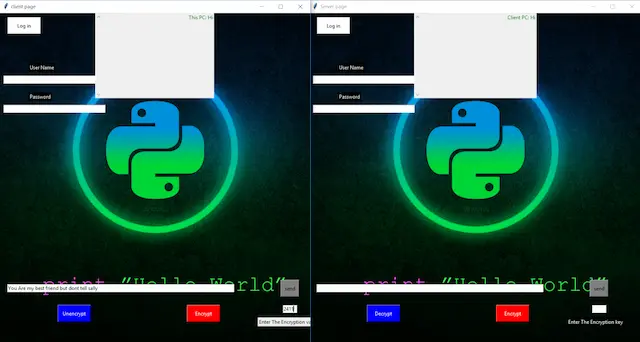 client page
Log in
This PC: Hi
User Name
Password
print "Hello World"
You Are my best friend but dont tell sally
send
Unencrypt
Encrypt
2411
Enter The Encryption
server page
Log in
Client PC: Hi
User Name
Password
print "Hello World"
send
Decrypt
Encrypt
Enter The Encryption key